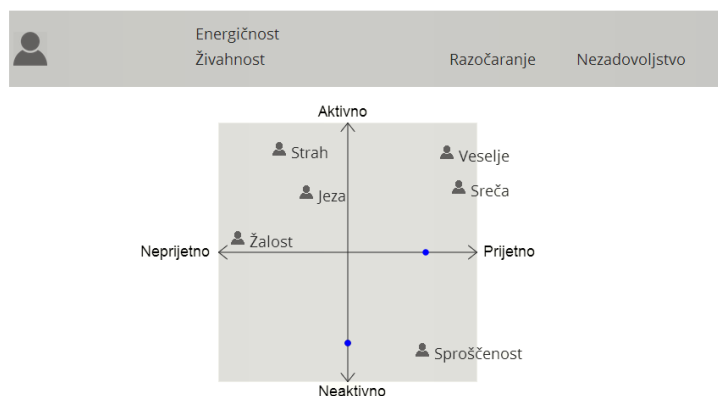 Energičnost
Živahnost Razočaranje Nezadovoljstvo
Aktivno
Strah Veselje
Jeza Sreča
Žalost
Neprijetno Prijetno
Sproščenost
Neaktivno